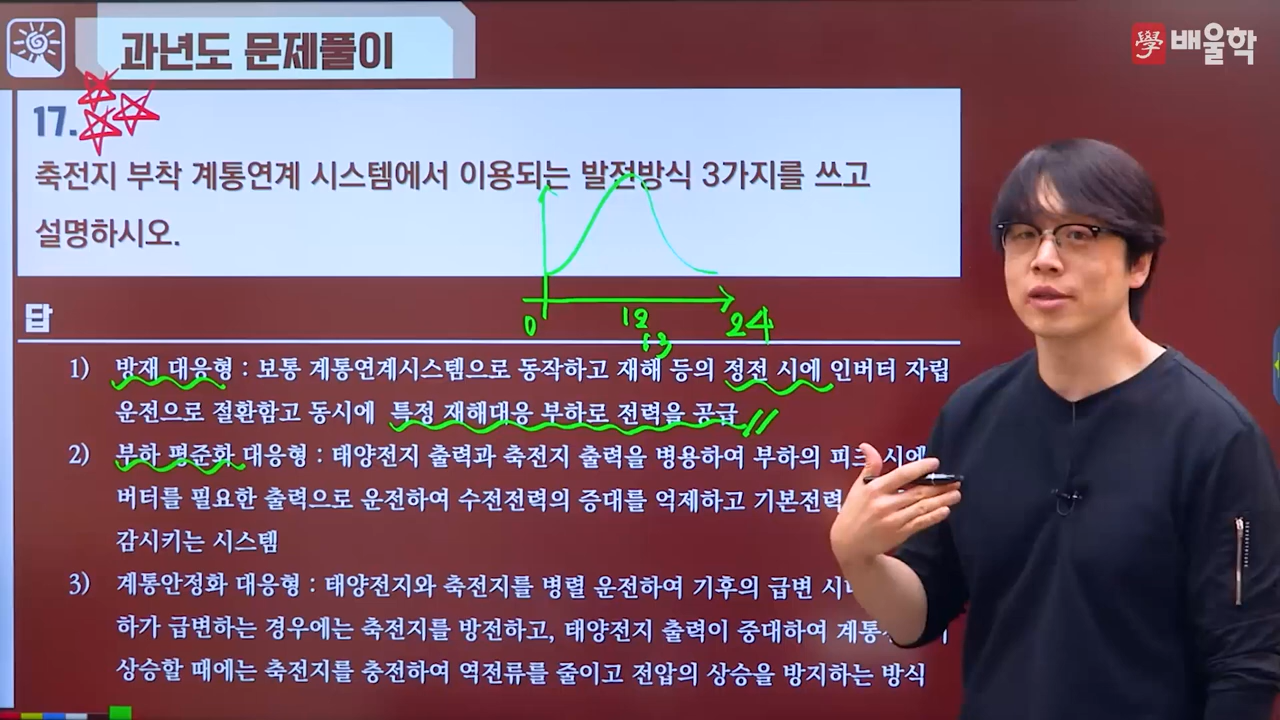 과년도 문제풀이
學 배울학
17.
축전지 부착 계통연계 시스템에서 이용되는 발전방식 3가지를 쓰고
설명하시오.
0 12 13 24
답
1) 방재 대응형 : 보통 계통연계시스템으로 동작하고 재해 등의 정전 시에 인버터 자립
운전으로 절환함고 동시에 특정 재해대응 부하로 전력을 공급
2) 부하 평준화 대응형 : 태양전지 출력과 축전지 출력을 병용하여 부하의 피크 시에
버터를 필요한 출력으로 운전하여 수전전력의 증대를 억제하고 기본전력
감시키는 시스템
3) 계통안정화 대응형 : 태양전지와 축전지를 병렬 운전하여 기후의 급변 시
하가 급변하는 경우에는 축전지를 방전하고, 태양전지 출력이 증대하여 계통
상승할 때에는 축전지를 충전하여 역전류를 줄이고 전압의 상승을 방지하는 방식